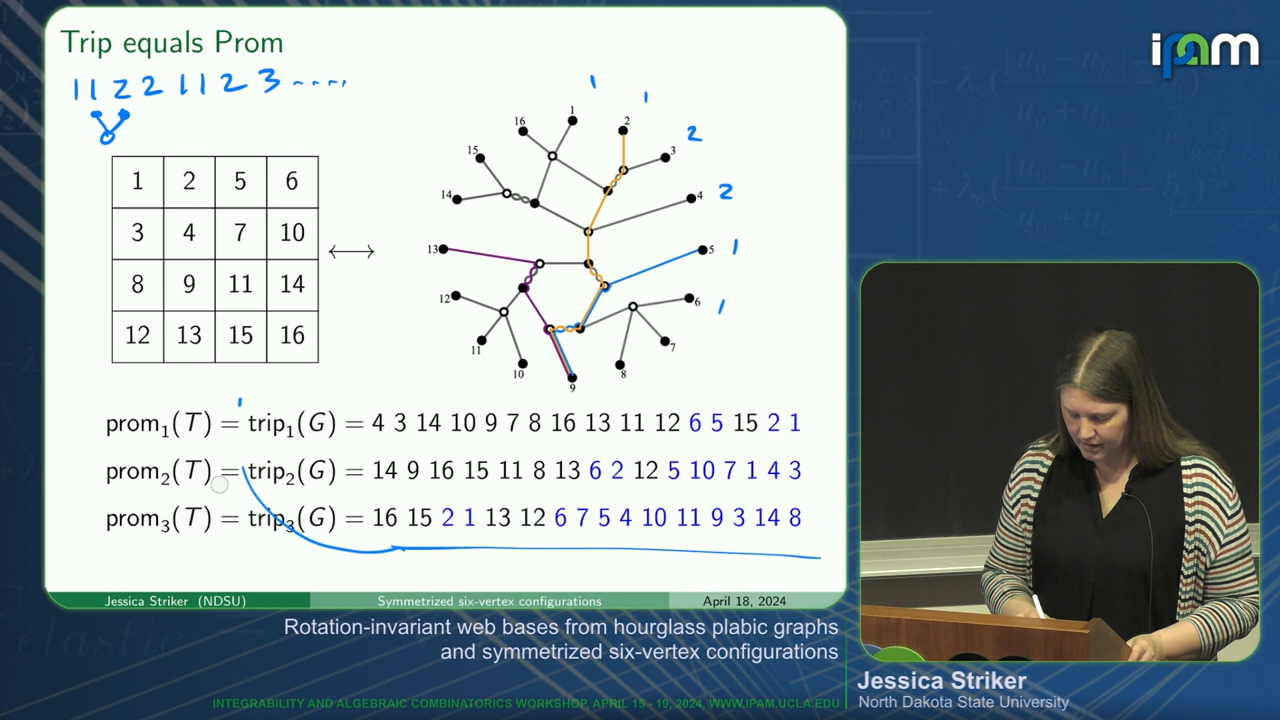 Trip equals Prom
1 1 2 2 1 1 2 3 ....
1 2 5 6
3 4 7 10
8 9 11 14
12 13 15 16
1
1
2
2
1
1
1
2
3
4
5
6
7
8
9
10
11
12
13
14
15
16
prom₁(T) = trip₁(G) = 4 3 14 10 9 7 8 16 13 11 12 6 5 15 2 1
prom₂(T) = trip₂(G) = 14 9 16 15 11 8 13 6 2 12 5 10 7 1 4 3
prom₃(T) = trip₃(G) = 16 15 2 1 13 12 6 7 5 4 10 11 9 3 14 8
Jessica Striker (NDSU) Symmetrized six-vertex configurations April 18, 2024
Rotation-invariant web bases from hourglass plabic graphs
and symmetrized six-vertex configurations
INTEGRABILITY AND ALGEBRAIC COMBINATORICS WORKSHOP, APRIL 15 - 19, 2024, WWW.IPAM.UCLA.EDU
ipam
Jessica Striker
North Dakota State University